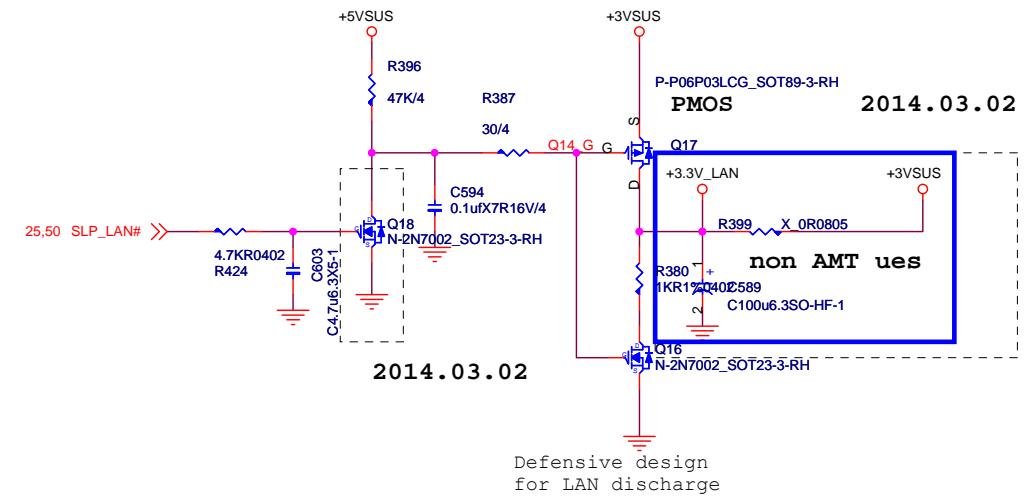 +5VSUS
+3VSUS
R396
47K/4
R387
30/4
P-P06P03LCG_SOT89-3-RH
PMOS
2014.03.02
S
Q14_G
G
Q17
D
+3.3V_LAN
+3VSUS
C594
0.1ufX7R16V/4
25,50 SLP_LAN#
D
G
S
Q18
N-2N7002_SOT23-3-RH
R399
X_0R0805
4.7KR0402
R424
C603
C4.7u6.3X5-1
non AMT ues
R380
1KR1%0402
1
+
C589
C100u6.3SO-HF-1
2
2014.03.02
D
G
S
Q16
N-2N7002_SOT23-3-RH
Defensive design
for LAN discharge